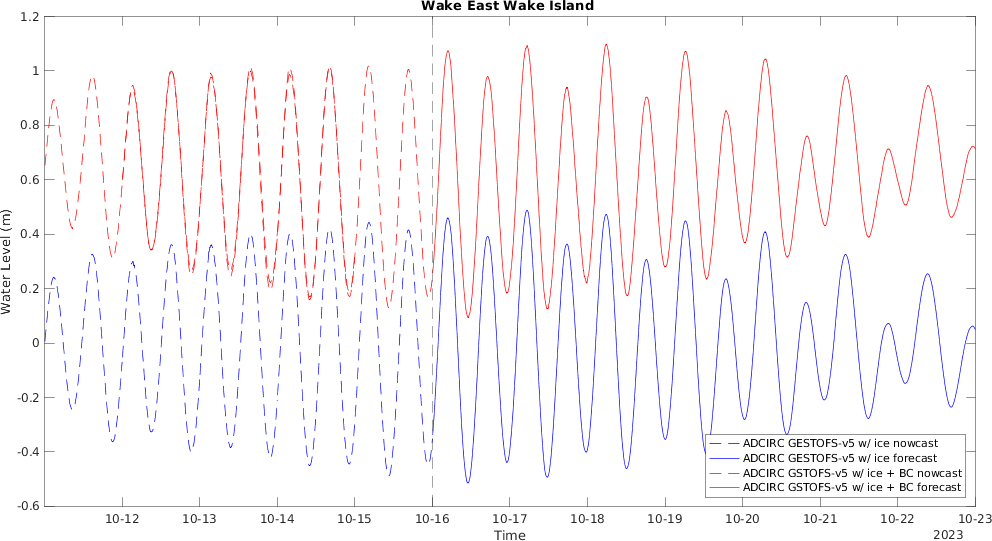 Wake East Wake Island
1.2
1
0.8
0.6
0.4
0.2
0
-0.2
-0.4
-0.6
Water Level (m)
ADCIRC GESTOFS-v5 w/ ice nowcast
ADCIRC GESTOFS-v5 w/ ice forecast
ADCIRC GSTOFS-v5 w/ ice + BC nowcast
ADCIRC GSTOFS-v5 w/ ice + BC forecast
10-12 10-13 10-14 10-15 10-16 10-17 10-18 10-19 10-20 10-21 10-22 10-23
Time
2023